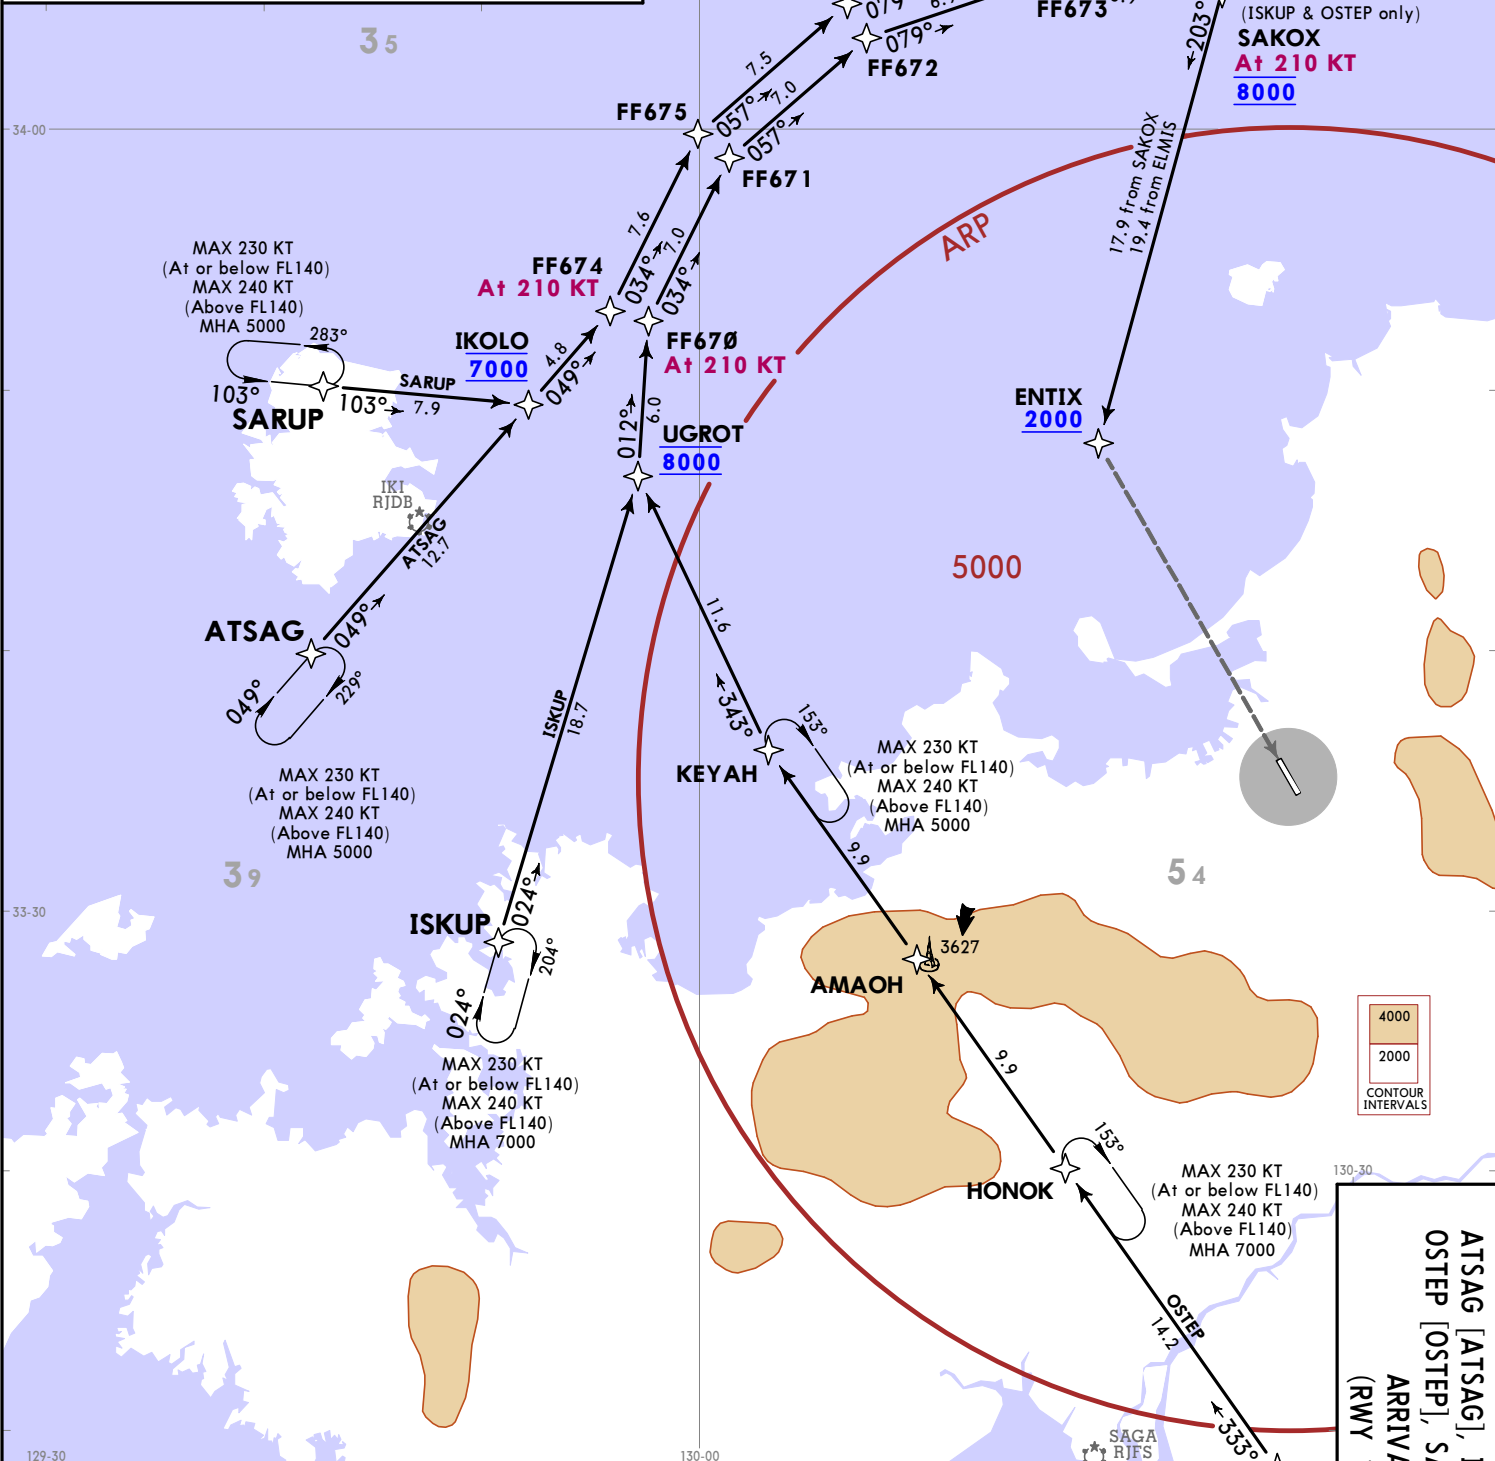 35
34-00
079°
6.
079°
FF672
FF673
(ISKUP & OSTEP only)
SAKOX
At 210 KT
8000
203°
7.5
FF675
057°
7.0
057°
FF671
17.9 from SAKOX
19.4 from ELMIS
ARP
7.6
7.0
FF674
At 210 KT
034°
034°
MAX 230 KT
(At or below FL140)
MAX 240 KT
(Above FL140)
MHA 5000
283°
103°
SARUP
103°
SARUP
7.9
IKOLO
7000
4.8
049°
FF670
At 210 KT
012°
6.0
UGROT
8000
ENTIX
2000
IKI
RJDB
ATSAG
12.7
ATSAG
049°
049°
229°
5000
11.6
343°
ISKUP
18.7
153°
KEYAH
MAX 230 KT
(At or below FL140)
MAX 240 KT
(Above FL140)
MHA 5000
MAX 230 KT
(At or below FL140)
MAX 240 KT
(Above FL140)
MHA 5000
9.9
39
54
33-30
ISKUP
024°
204°
024°
3627
AMAOH
MAX 230 KT
(At or below FL140)
MAX 240 KT
(Above FL140)
MHA 7000
9.9
4000
2000
CONTOUR
INTERVALS
153°
HONOK
MAX 230 KT
(At or below FL140)
MAX 240 KT
(Above FL140)
MHA 7000
130-30
OSTEP
14.2
333°
SAGA
RJFS
ATSAG [ATSAG],
OSTEP [OSTEP],
ARRIVA
(RWY
129-30
130-00